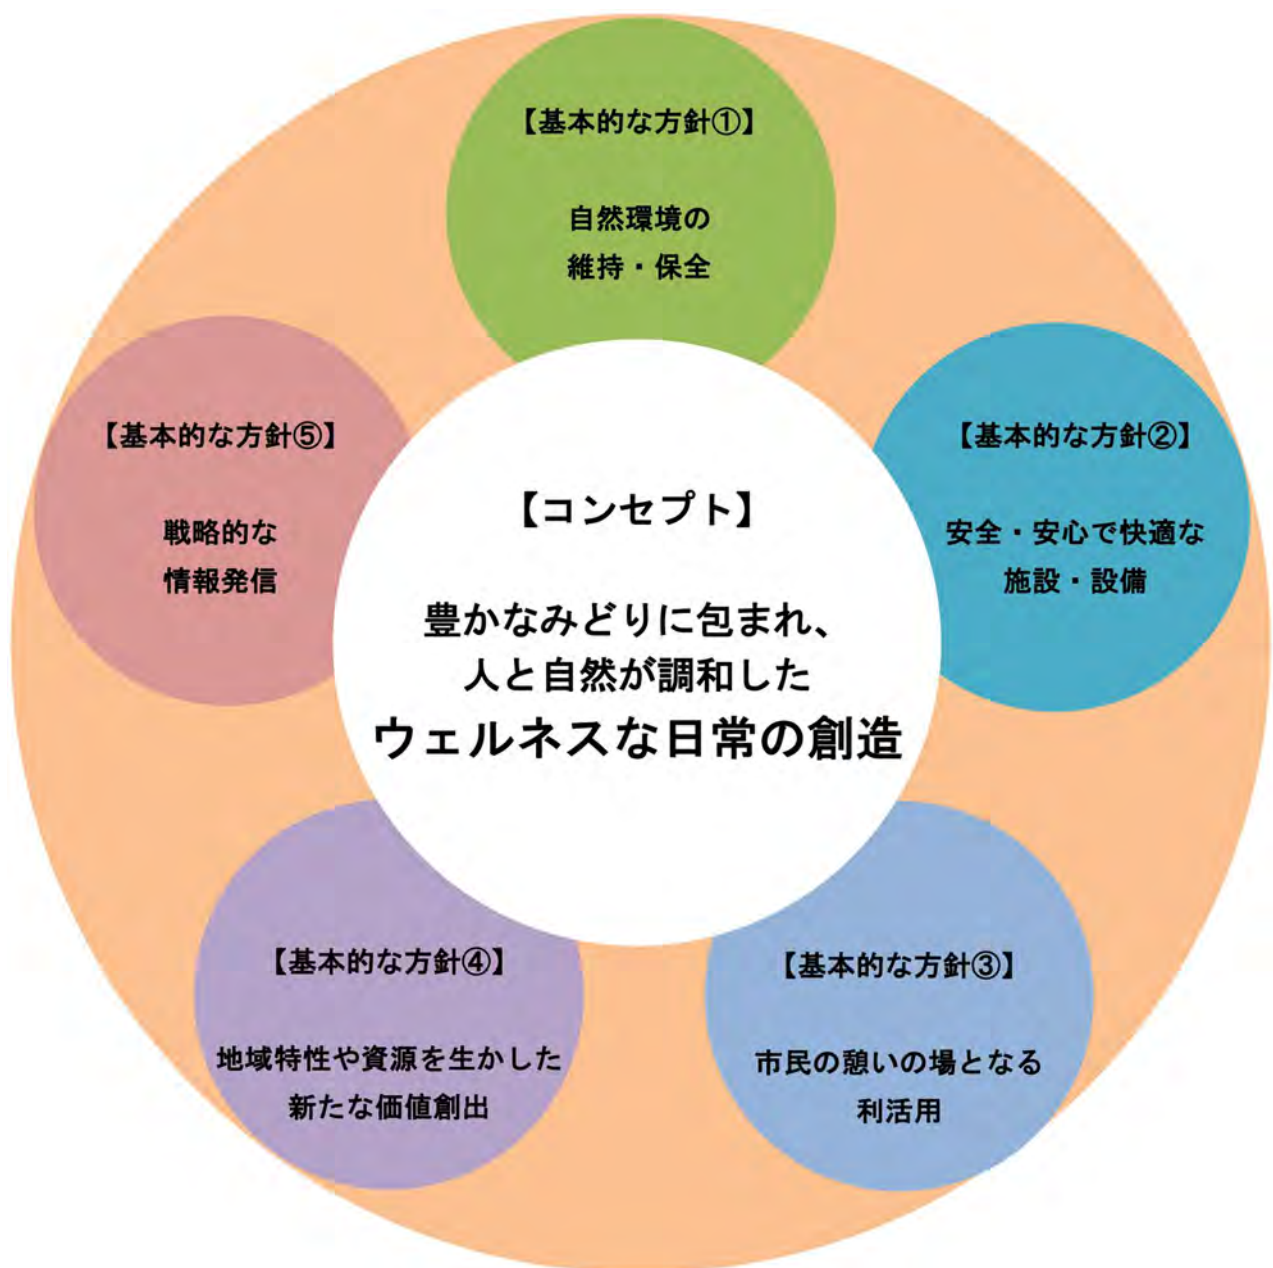 【基本的な方針①】
自然環境の
維持・保全
【基本的な方針②】
安全・安心で快適な
施設・設備
【基本的な方針③】
市民の憩いの場となる
利活用
【基本的な方針④】
地域特性や資源を生かした
新たな価値創出
【基本的な方針⑤】
戦略的な
情報発信
【コンセプト】
豊かなみどりに包まれ、
人と自然が調和した
ウェルネスな日常の創造